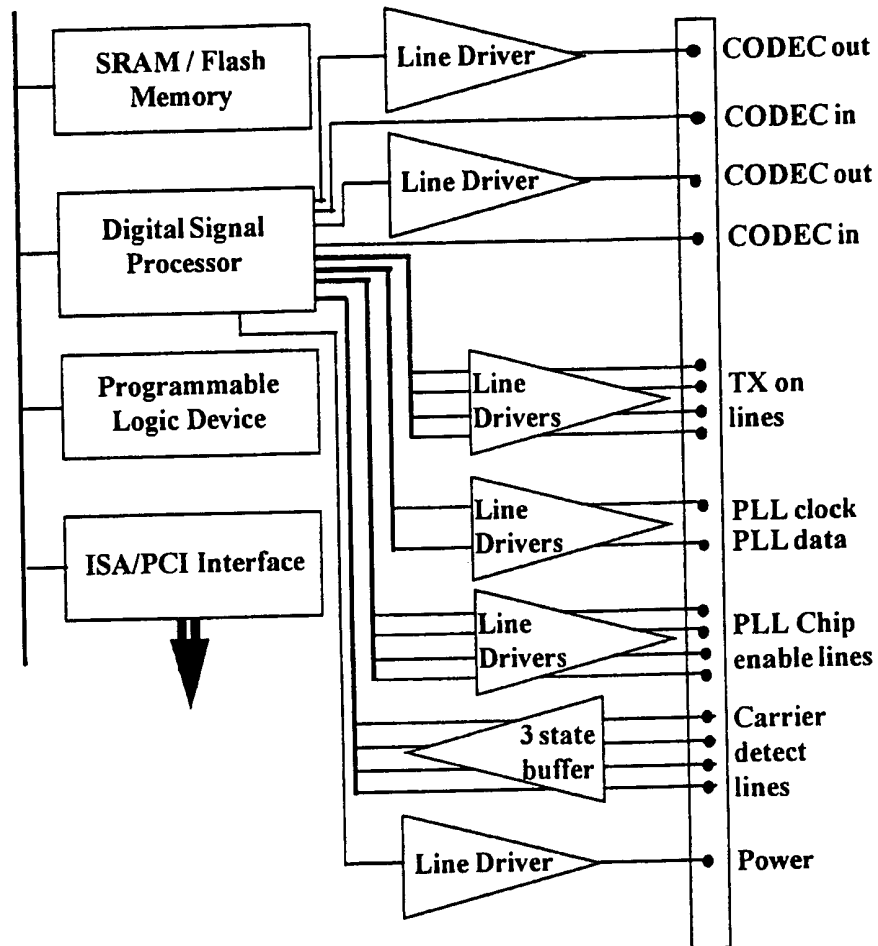 SRAM / Flash
Memory
Line Driver
CODEC out
CODEC in
Line Driver
CODEC out
Digital Signal
Processor
CODEC in
Programmable
Logic Device
Line
Drivers
TX on
lines
ISA/PCI Interface
Line
Drivers
PLL clock
PLL data
Line
Drivers
PLL Chip
enable lines
3 state
buffer
Carrier
detect
lines
Line Driver
Power